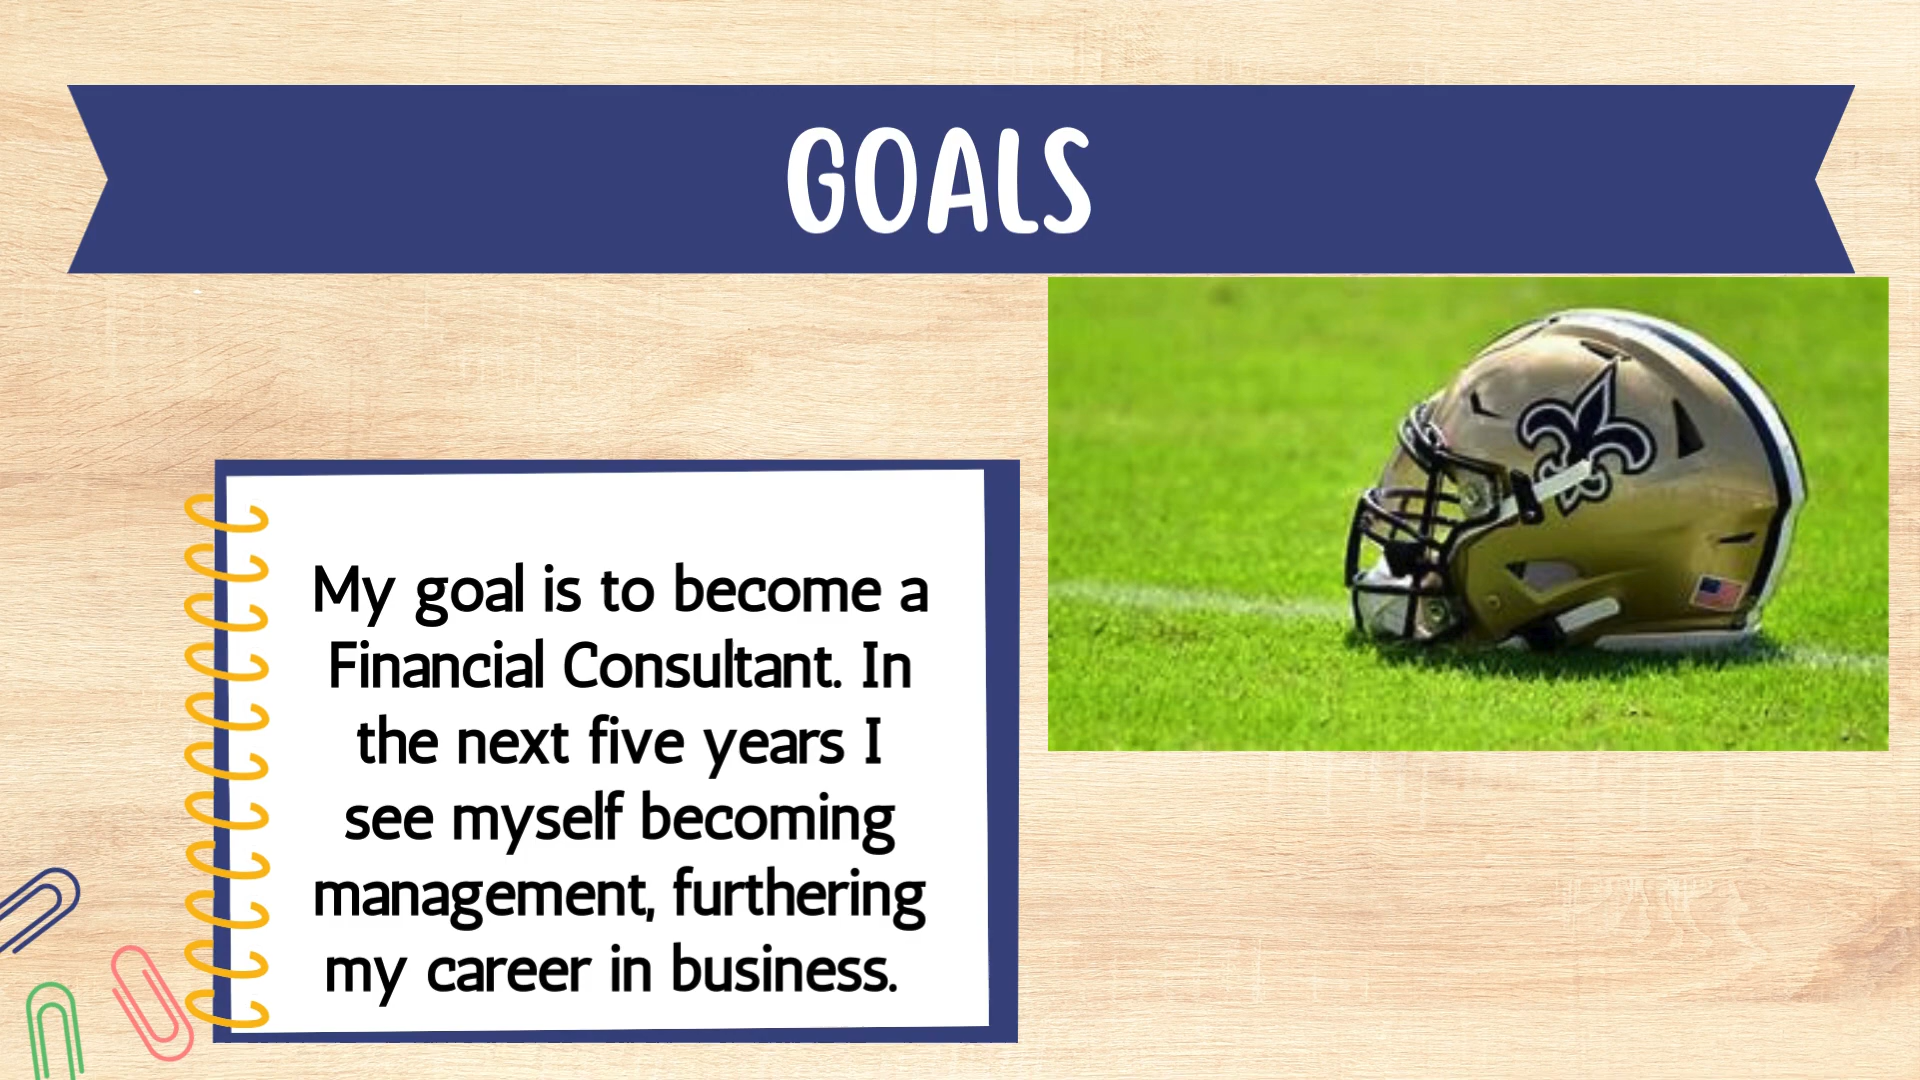 GOALS
My goal is to become a
Financial Consultant. In
the next five years I
see myself becoming
management, furthering
my career in business.